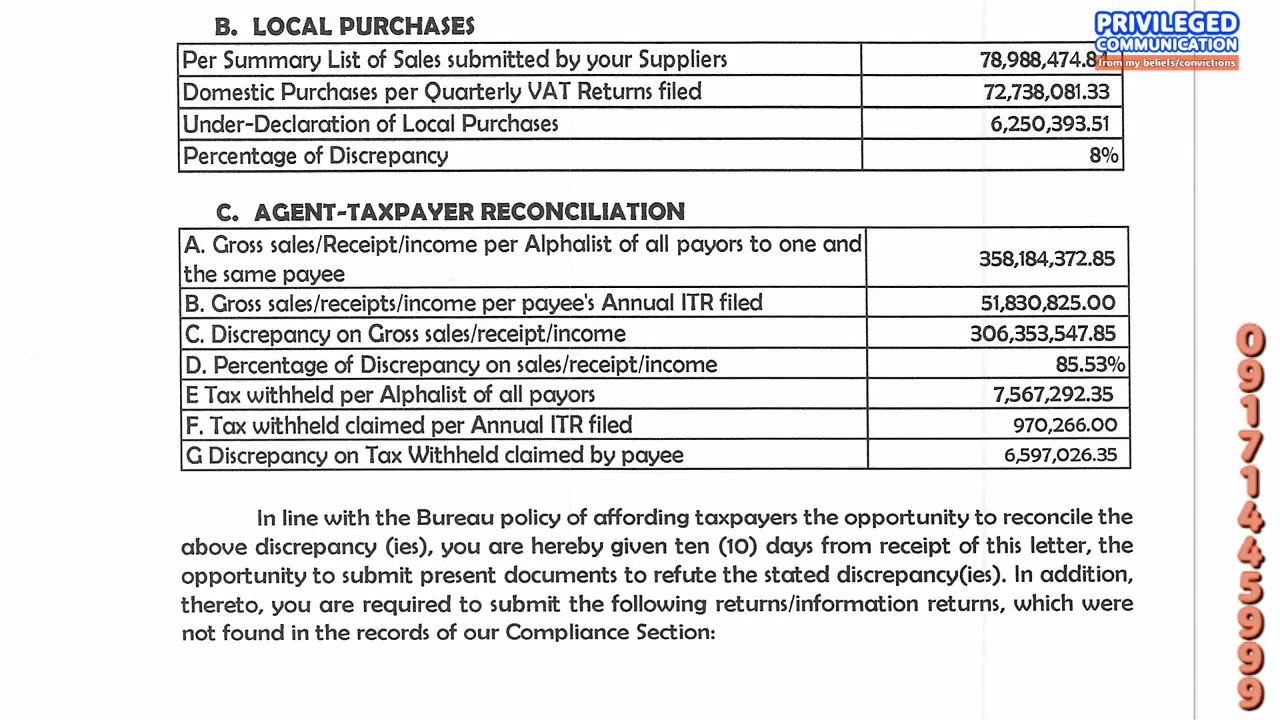 B. LOCAL PURCHASES
PRIVILEGED
COMMUNICATION
from my beliefs/convictions
Per Summary List of Sales submitted by your Suppliers 78,988,474.84
Domestic Purchases per Quarterly VAT Returns filed 72,738,081.33
Under-Declaration of Local Purchases 6,250,393.51
Percentage of Discrepancy 8%
C. AGENT-TAXPAYER RECONCILIATION
A. Gross sales/Receipt/income per Alphalist of all payors to one and
the same payee 358,184,372.85
B. Gross sales/receipts/income per payee's Annual ITR filed 51,830,825.00
C. Discrepancy on Gross sales/receipt/income 306,353,547.85
D. Percentage of Discrepancy on sales/receipt/income 85.53%
E Tax withheld per Alphalist of all payors 7,567,292.35
F. Tax withheld claimed per Annual ITR filed 970,266.00
G Discrepancy on Tax Withheld claimed by payee 6,597,026.35
In line with the Bureau policy of affording taxpayers the opportunity to reconcile the
above discrepancy (ies), you are hereby given ten (10) days from receipt of this letter, the
opportunity to submit present documents to refute the stated discrepancy(ies). In addition,
thereto, you are required to submit the following returns/information returns, which were
not found in the records of our Compliance Section:
09171445999